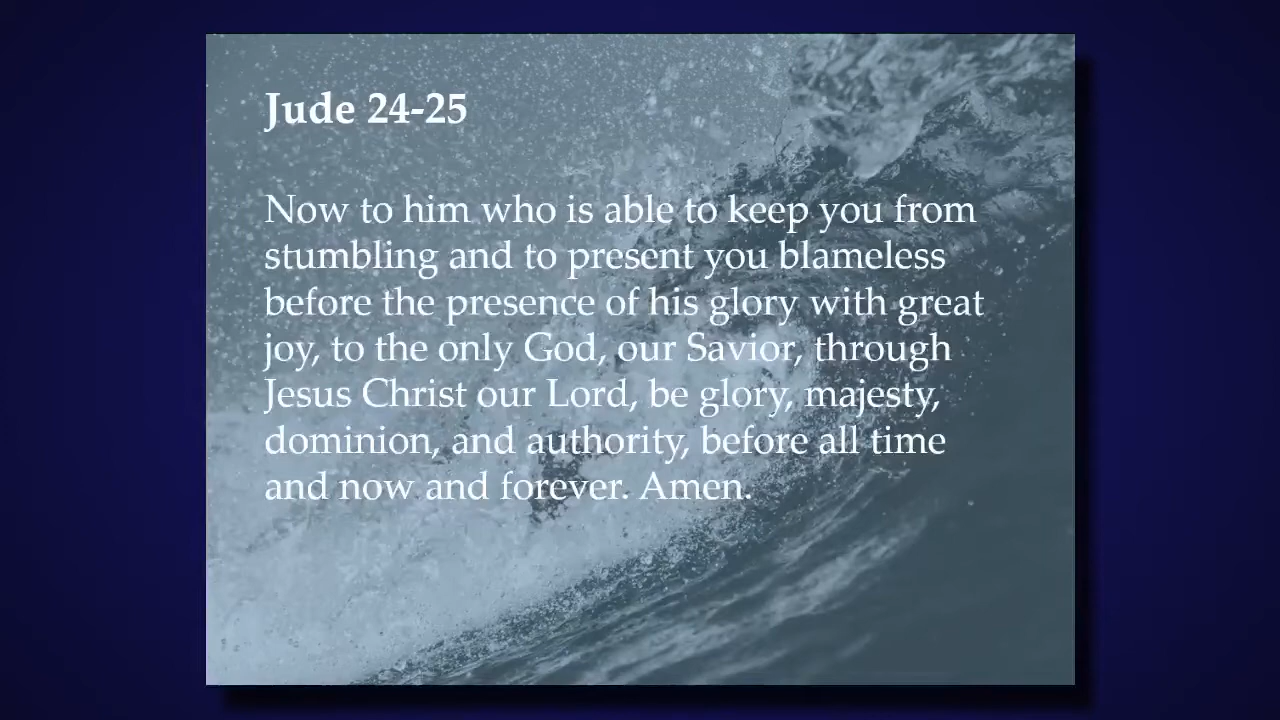 Jude 24-25
Now to him who is able to keep you from
stumbling and to present you blameless
before the presence of his glory with great
joy, to the only God, our Savior, through
Jesus Christ our Lord, be glory, majesty,
dominion, and authority, before all time
and now and forever. Amen.